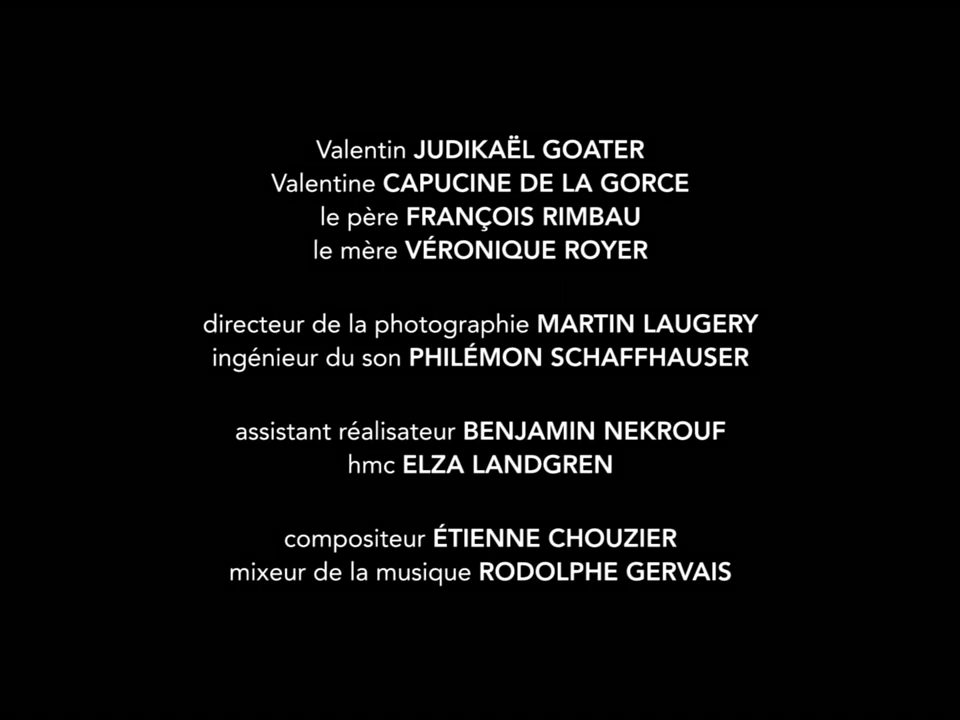 Valentin JUDIKAËL GOATER
Valentine CAPUCINE DE LA GORCE
le père FRANÇOIS RIMBAU
le mère VÉRONIQUE ROYER
directeur de la photographie MARTIN LAUGERY
ingénieur du son PHILÉMON SCHAFFHAUSER
assistant réalisateur BENJAMIN NEKROUF
hmc ELZA LANDGREN
compositeur ÉTIENNE CHOUZIER
mixeur de la musique RODOLPHE GERVAIS